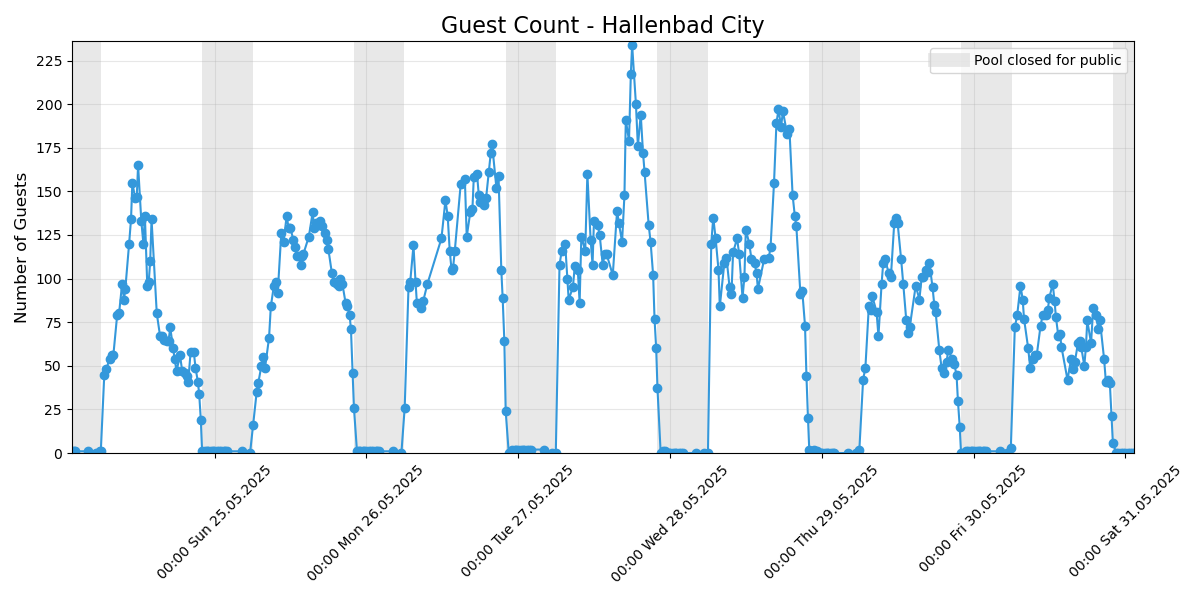 Guest Count - Hallenbad City
Pool closed for public
Number of Guests
225
200
175
150
125
100
75
50
25
0
00:00 Sun 25.05.2025
00:00 Mon 26.05.2025
00:00 Tue 27.05.2025
00:00 Wed 28.05.2025
00:00 Thu 29.05.2025
00:00 Fri 30.05.2025
00:00 Sat 31.05.2025